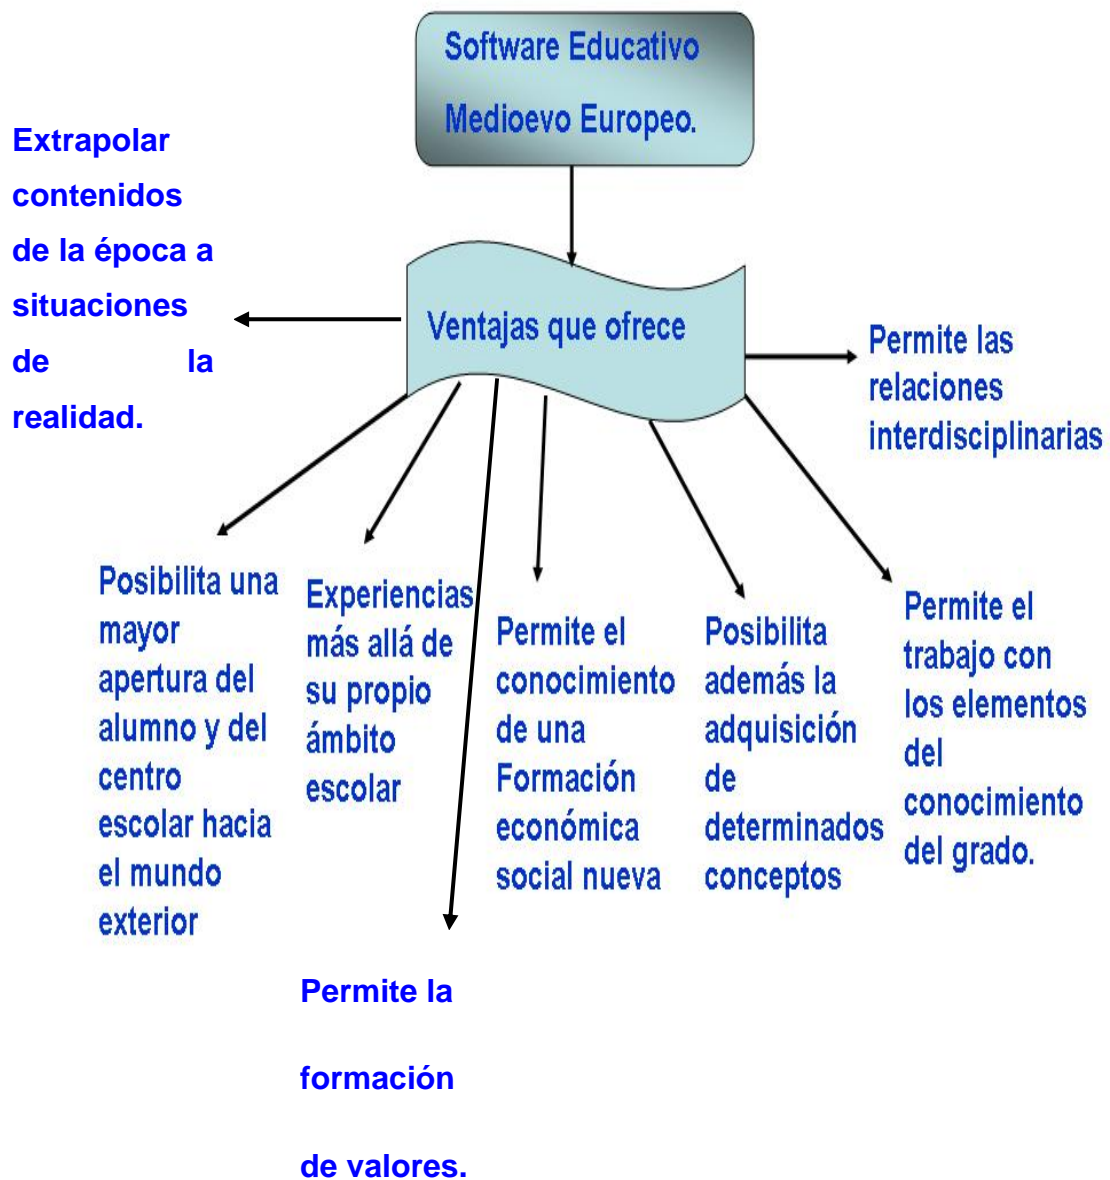 Software Educativo
Medioevo Europeo.
Extrapolar
contenidos
de la época a
situaciones
de la
realidad.
Ventajas que ofrece
Permite las
relaciones
interdisciplinarias
Posibilita una
mayor
apertura del
alumno y del
centro
escolar hacia
el mundo
exterior
Experiencias
más allá de
su propio
ámbito
escolar
Permite el
conocimiento
de una
Formación
económica
social nueva
Posibilita
además la
adquisición
de
determinados
conceptos
Permite el
trabajo con
los elementos
del
conocimiento
del grado.
Permite la
formación
de valores.